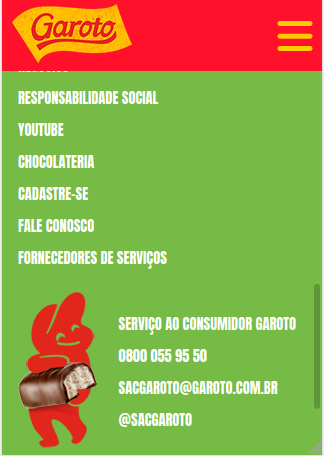 Garoto
RESPONSABILIDADE SOCIAL
YOUTUBE
CHOCOLATERIA
CADASTRE-SE
FALE CONOSCO
FORNECEDORES DE SERVIÇOS
SERVIÇO AO CONSUMIDOR GAROTO
0800 055 95 50
SACGAROTO@GAROTO.COM.BR
@SACGAROTO